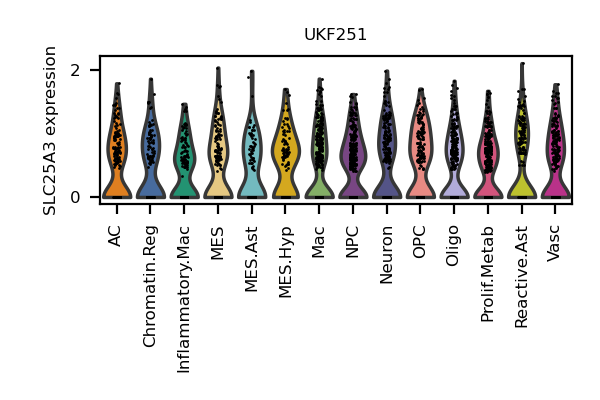 UKF251
SLC25A3 expression
2
0
AC
Chromatin.Reg
Inflammatory.Mac
MES
MES.Ast
MES.Hyp
Mac
NPC
Neuron
OPC
Oligo
Prolif.Metab
Reactive.Ast
Vasc